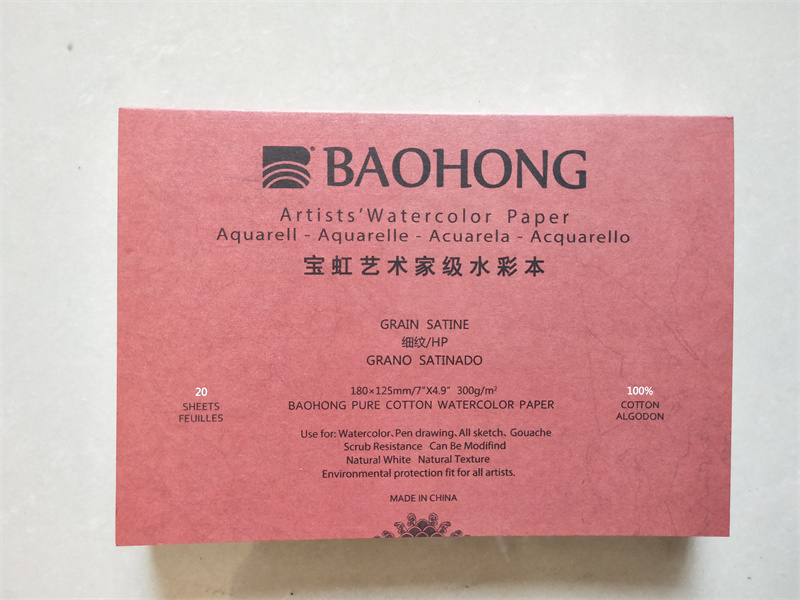 BAOHONG
Artists'Watercolor Paper
Aquarell - Aquarelle - Acuarela - Acquarello
宝虹艺术家级水彩本
GRAIN SATINE
细纹/HP
GRANO SATINADO
180×125mm/7"X4.9" 300g/m²
BAOHONG PURE COTTON WATERCOLOR PAPER
20
SHEETS
FEUILLES
100%
COTTON
ALGODON
Use for: Watercolor、Pen drawing、All sketch、Gouache
Scrub Resistance Can Be Modifind
Natural White Natural Texture
Environmental protection fit for all artists.
MADE IN CHINA